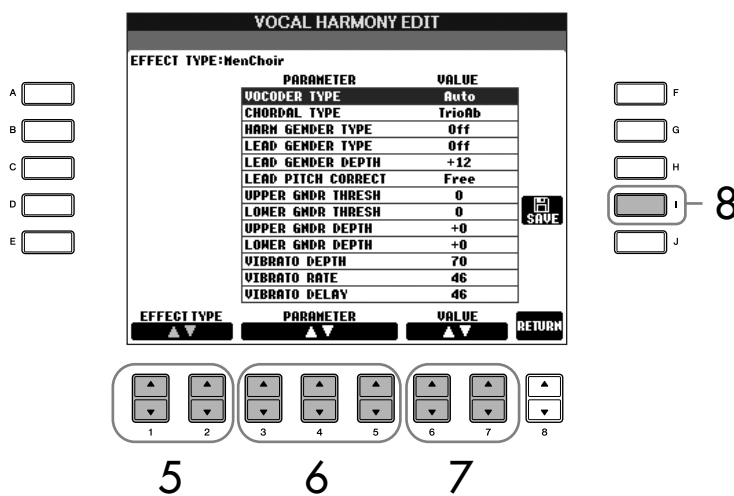 VOCAL HARMONY EDIT
EFFECT TYPE:MenChoir
PARAMETER VALUE
VOCODER TYPE Auto
CHORDAL TYPE TrioAb
HARM GENDER TYPE Off
LEAD GENDER TYPE Off
LEAD GENDER DEPTH +12
LEAD PITCH CORRECT Free
UPPER GNDR THRESH 0
LOWER GNDR THRESH 0
UPPER GNDR DEPTH +0
LOWER GNDR DEPTH +0
VIBRATO DEPTH 70
VIBRATO RATE 46
VIBRATO DELAY 46
SAVE
EFFECT TYPE PARAMETER VALUE
RETURN
A
B
C
D
E
F
G
H
I
J
8
1 2 3 4 5 6 7 8
5 6 7